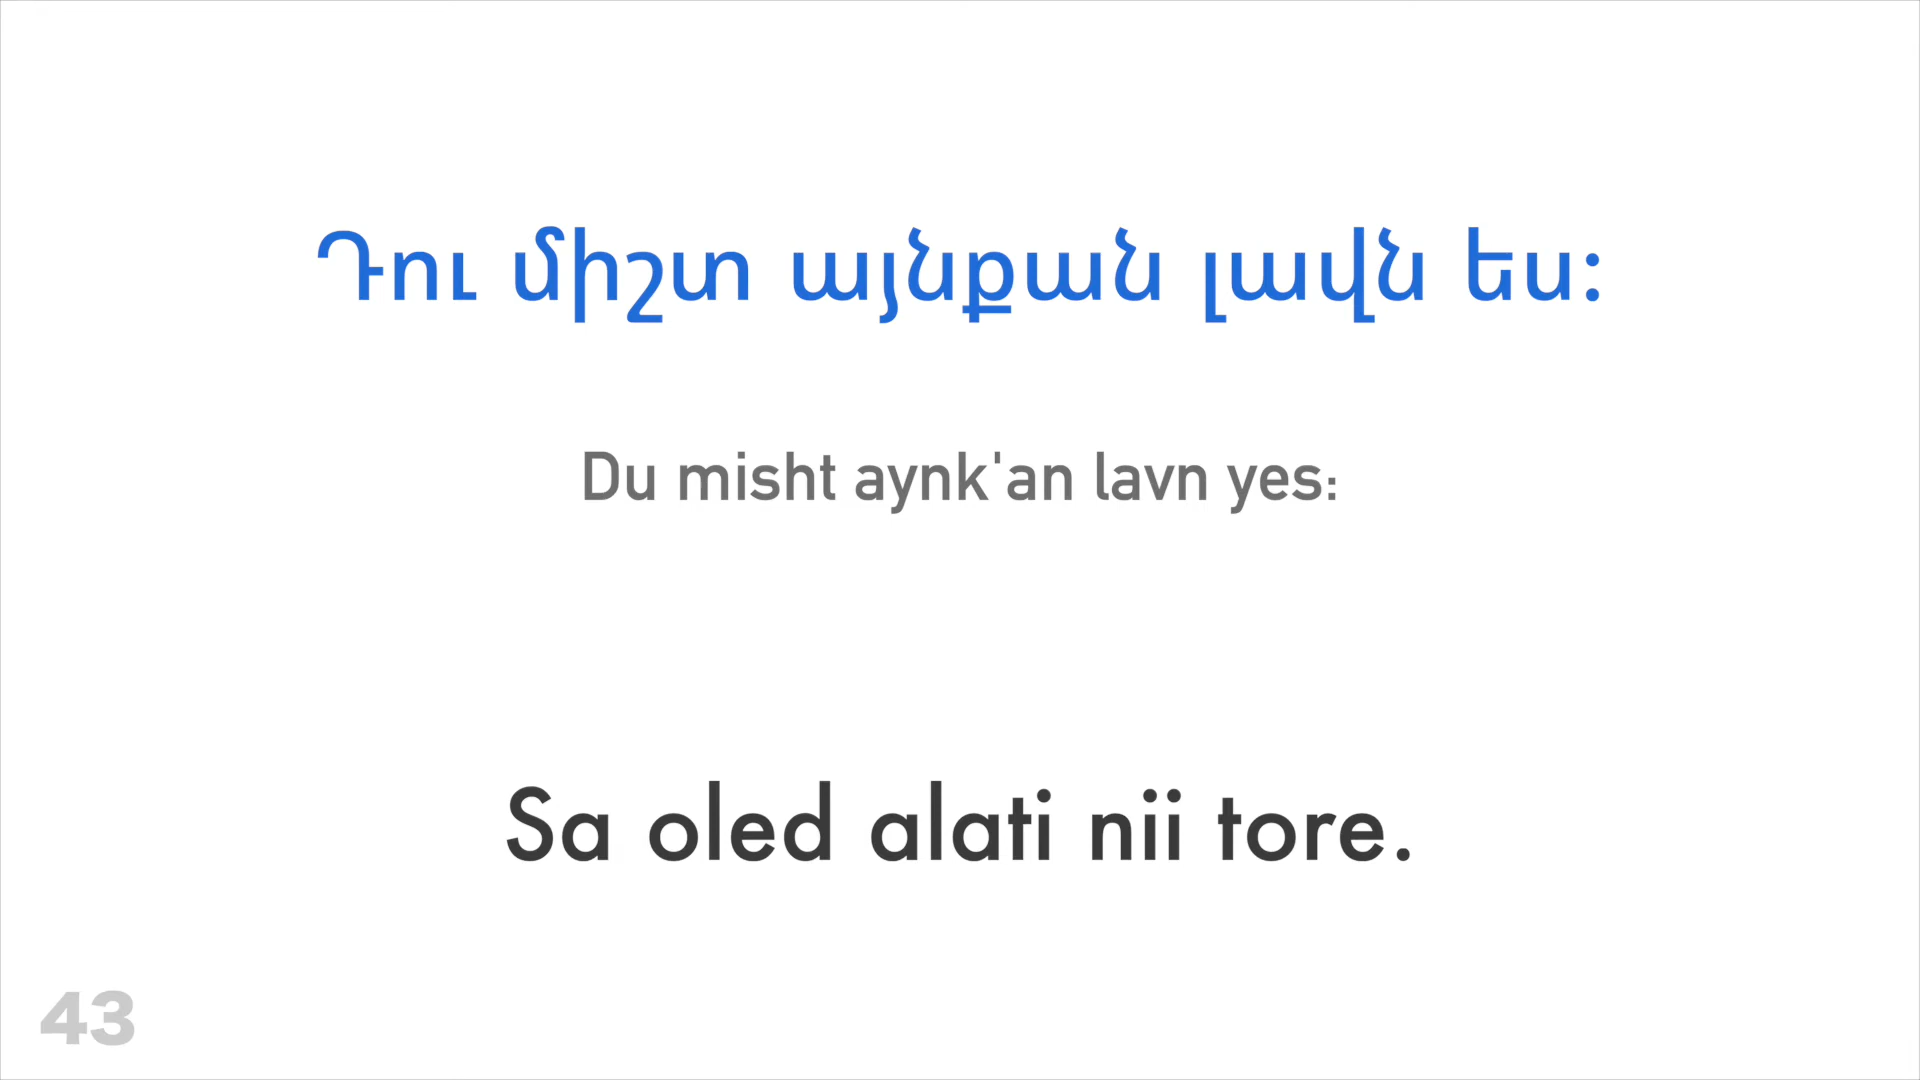 Դու միշտ այնքան լավն ես:
Du misht aynk'an lavn yes:
Sa oled alati nii tore.
43